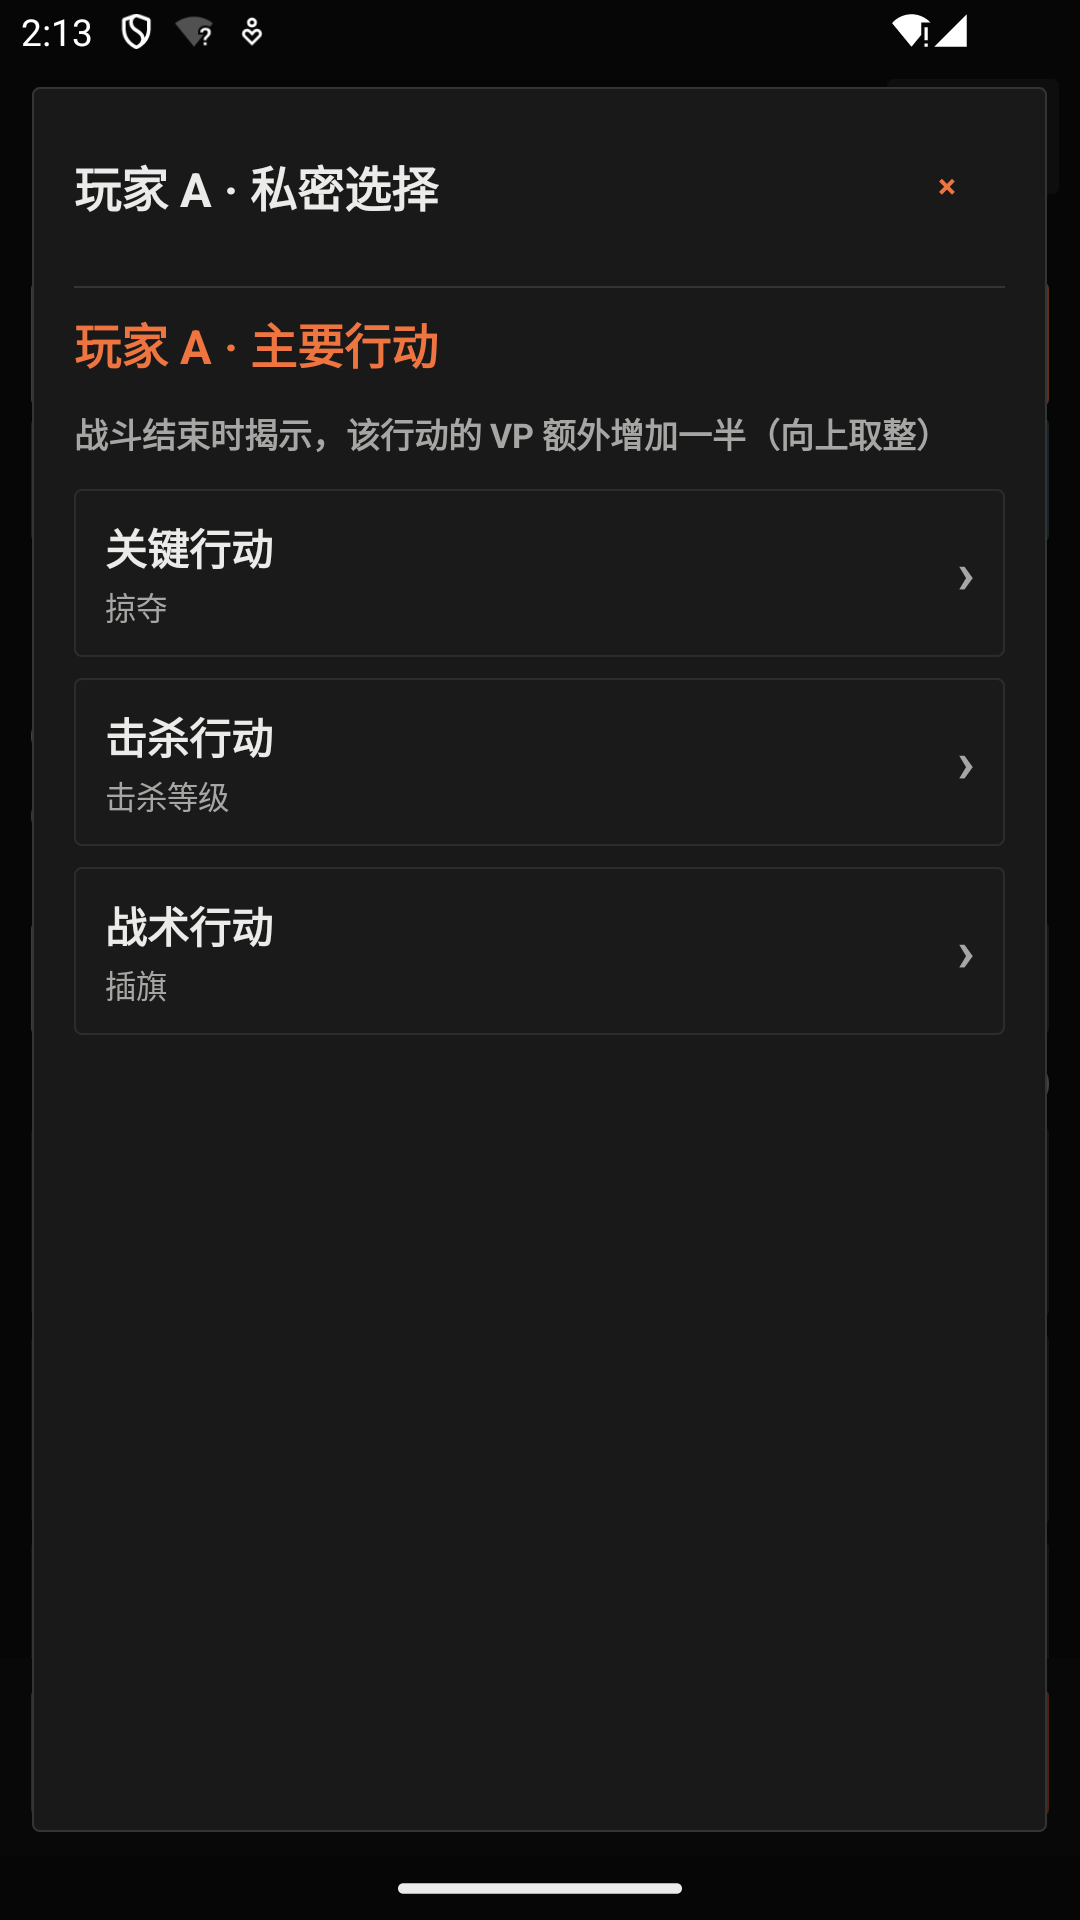 2:13
玩家 A · 私密选择
×
玩家 A · 主要行动
战斗结束时揭示，该行动的 VP 额外增加一半（向上取整）
关键行动
掠夺
›
击杀行动
击杀等级
›
战术行动
插旗
›